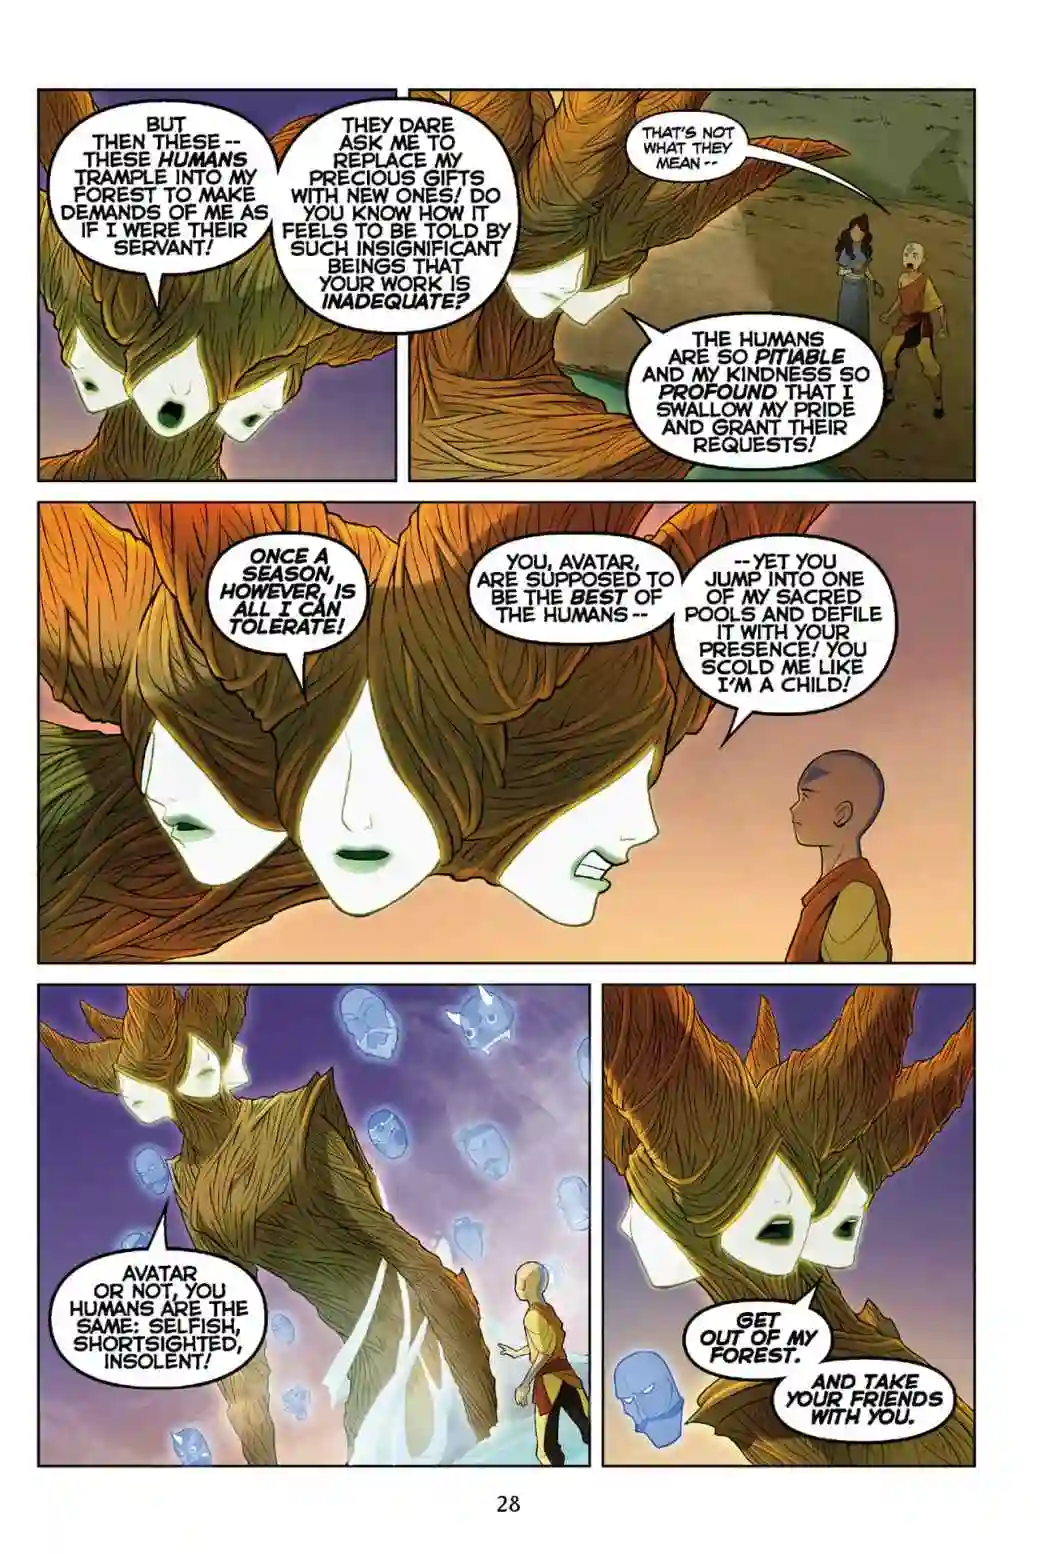 BUT
THEN THESE --
THESE HUMANS
TRAMPLE INTO MY
FOREST TO MAKE
DEMANDS OF ME AS
IF I WERE THEIR
SERVANT!
THEY DARE
ASK ME TO
REPLACE MY
PRECIOUS GIFTS
WITH NEW ONES! DO
YOU KNOW HOW IT
FEELS TO BE TOLD BY
SUCH INSIGNIFICANT
BEINGS THAT
YOUR WORK IS
INADEQUATE?
THAT'S NOT
WHAT THEY
MEAN --
THE HUMANS
ARE SO PITIABLE
AND MY KINDNESS SO
PROFOUND THAT I
SWALLOW MY PRIDE
AND GRANT THEIR
REQUESTS!
ONCE A
SEASON,
HOWEVER, IS
ALL I CAN
TOLERATE!
YOU, AVATAR,
ARE SUPPOSED TO
BE THE BEST OF
THE HUMANS --
-- YET YOU
JUMP INTO ONE
OF MY SACRED
POOLS AND DEFILE
IT WITH YOUR
PRESENCE! YOU
SCOLD ME LIKE
I'M A CHILD!
AVATAR
OR NOT, YOU
HUMANS ARE THE
SAME: SELFISH,
SHORTSIGHTED,
INSOLENT!
GET
OUT OF MY
FOREST.
AND TAKE
YOUR FRIENDS
WITH YOU.
28